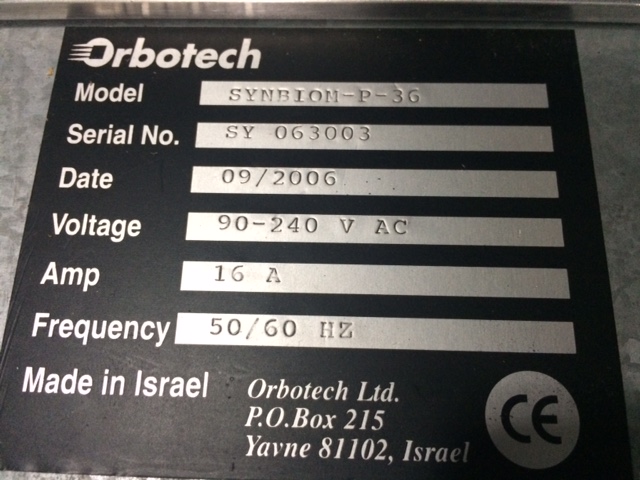 Orbotech
Model SYNBIOM-P-36
Serial No. SY 063003
Date 09/2006
Voltage 90-240 V AC
Amp 16 A
Frequency 50/60 HZ
Made in Israel
Orbotech Ltd.
P.O.Box 215
Yavne 81102, Israel
CE